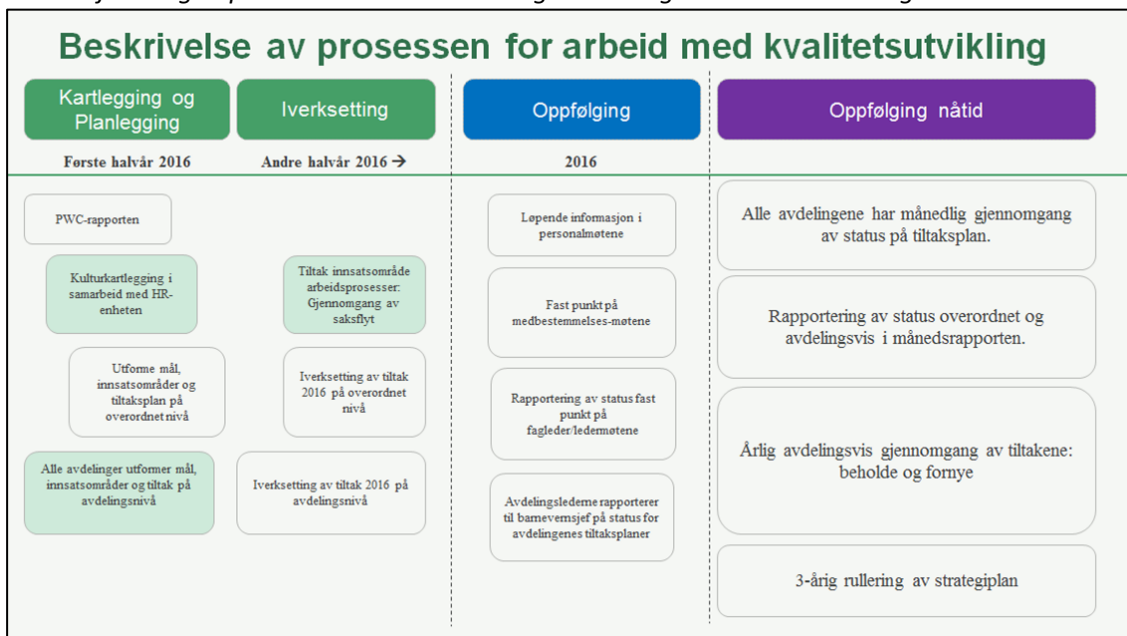 Beskrivelse av prosessen for arbeid med kvalitetsutvikling
Kartlegging og
Planlegging
Første halvår 2016
PWC-rapporten
Kulturkartlegging i
samarbeid med HR-
enheten
Utforme mål,
innsatsområder og
tiltaksplan på
overordnet nivå
Alle avdelinger utformer mål,
innsatsområder og tiltak på
avdelingsnivå
Iverksetting
Andre halvår 2016 →
Tiltak innsatsområde
arbeidsprosesser:
Gjennomgang av
saksflyt
Iverksetting av tiltak
2016 på overordnet
nivå
Iverksetting av tiltak 2016 på
avdelingsnivå
Oppfølging
2016
Løpende informasjon i
personalmøtene
Fast punkt på
medbestemmelses-møtene
Rapportering av status fast
punkt på
fagleder/ledermøtene
Avdelingslederne rapporterer
til barnevernsjef på status for
avdelingenes tiltaksplaner
Oppfølging nåtid
Alle avdelingene har månedlig gjennomgang
av status på tiltaksplan.
Rapportering av status overordnet og
avdelingsvis i månedsrapporten.
Årlig avdelingsvis gjennomgang av tiltakene:
beholde og fornye
3-årig rullering av strategiplan